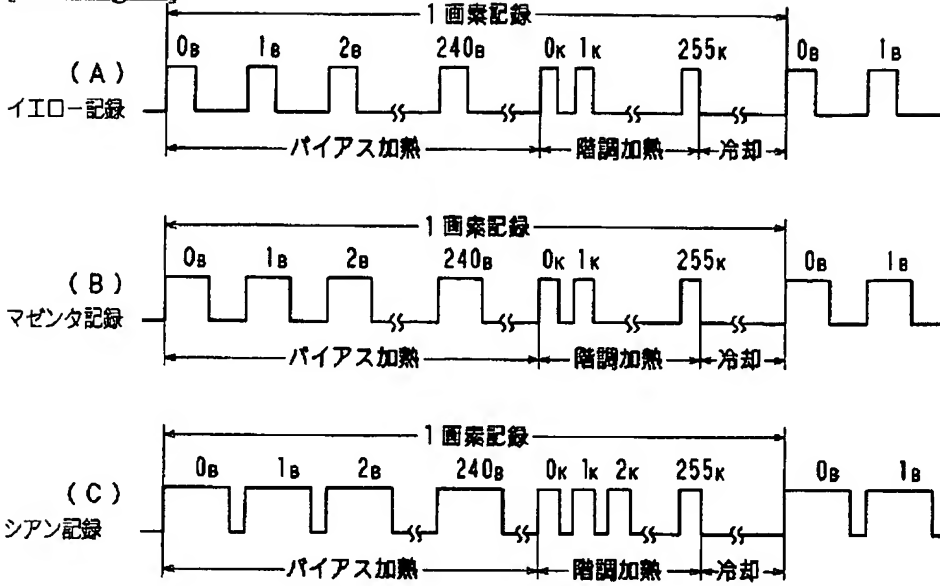 1画素記録
0B 1B 2B 240B 0K 1K 255K 0B 1B
(A)
イエロー記録
バイアス加熱 階調加熱 冷却
1画素記録
0B 1B 2B 240B 0K 1K 255K 0B 1B
(B)
マゼンタ記録
バイアス加熱 階調加熱 冷却
1画素記録
0B 1B 2B 240B 0K 1K 2K 255K 0B 1B
(C)
シアン記録
バイアス加熱 階調加熱 冷却